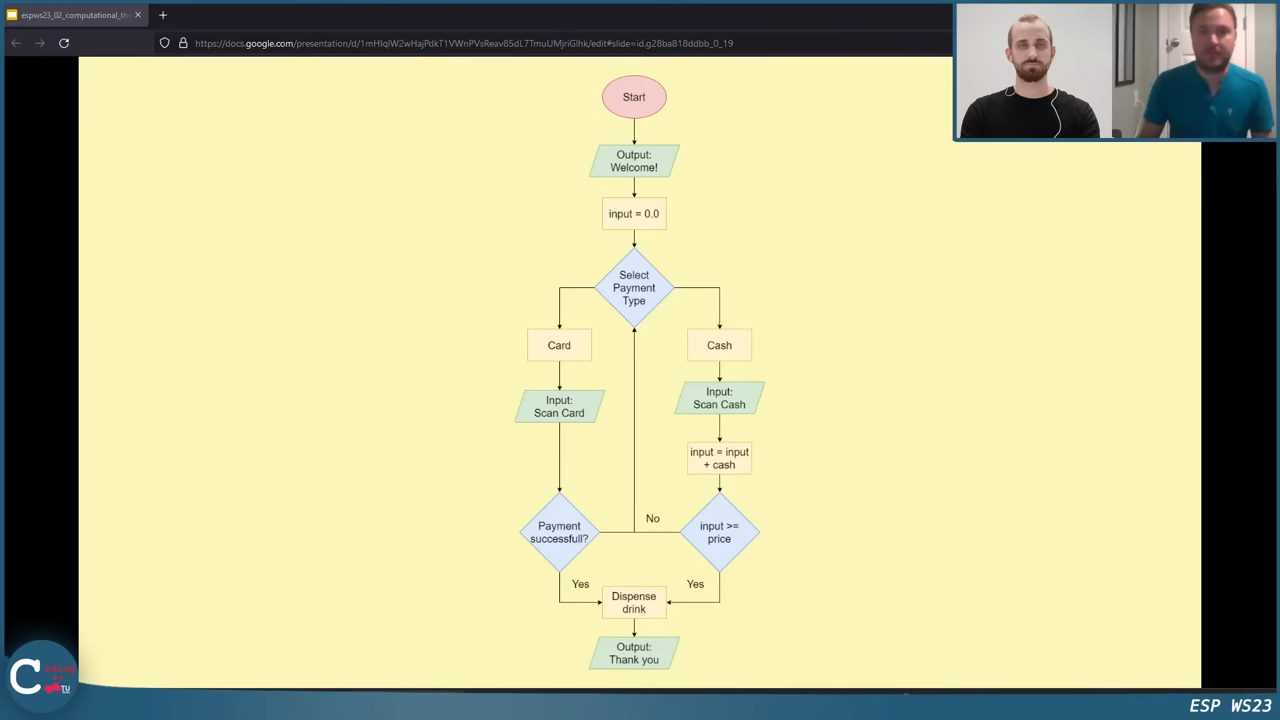 espws23_02_computational_th
https://docs.google.com/presentation/d/1mHIqlW2wHajPdkT1VWnPVsReav85dL7TmuUMjriGlhk/edit#slide=id.g28ba818ddbb_0_19
Start
Output:
Welcome!
input = 0.0
Select
Payment
Type
Card
Cash
Input:
Scan Card
Input:
Scan Cash
input = input
+ cash
No
Payment
successfull?
input >=
price
Yes
Yes
Dispense
drink
Output:
Thank you
C
TU
ESP WS23